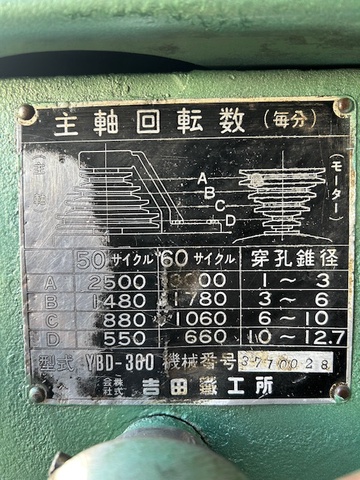 主軸回転数(毎分)
(主軸)
(モーター)
A
B
C
D
50サイクル 60サイクル 穿孔錐径
A 2500 3000 1～3
B 1480 1780 3～6
C 880 1060 6～10
D 550 660 10～12.7
型式 YBD-300 機械番号 3770028
株式会社 吉田鐵工所